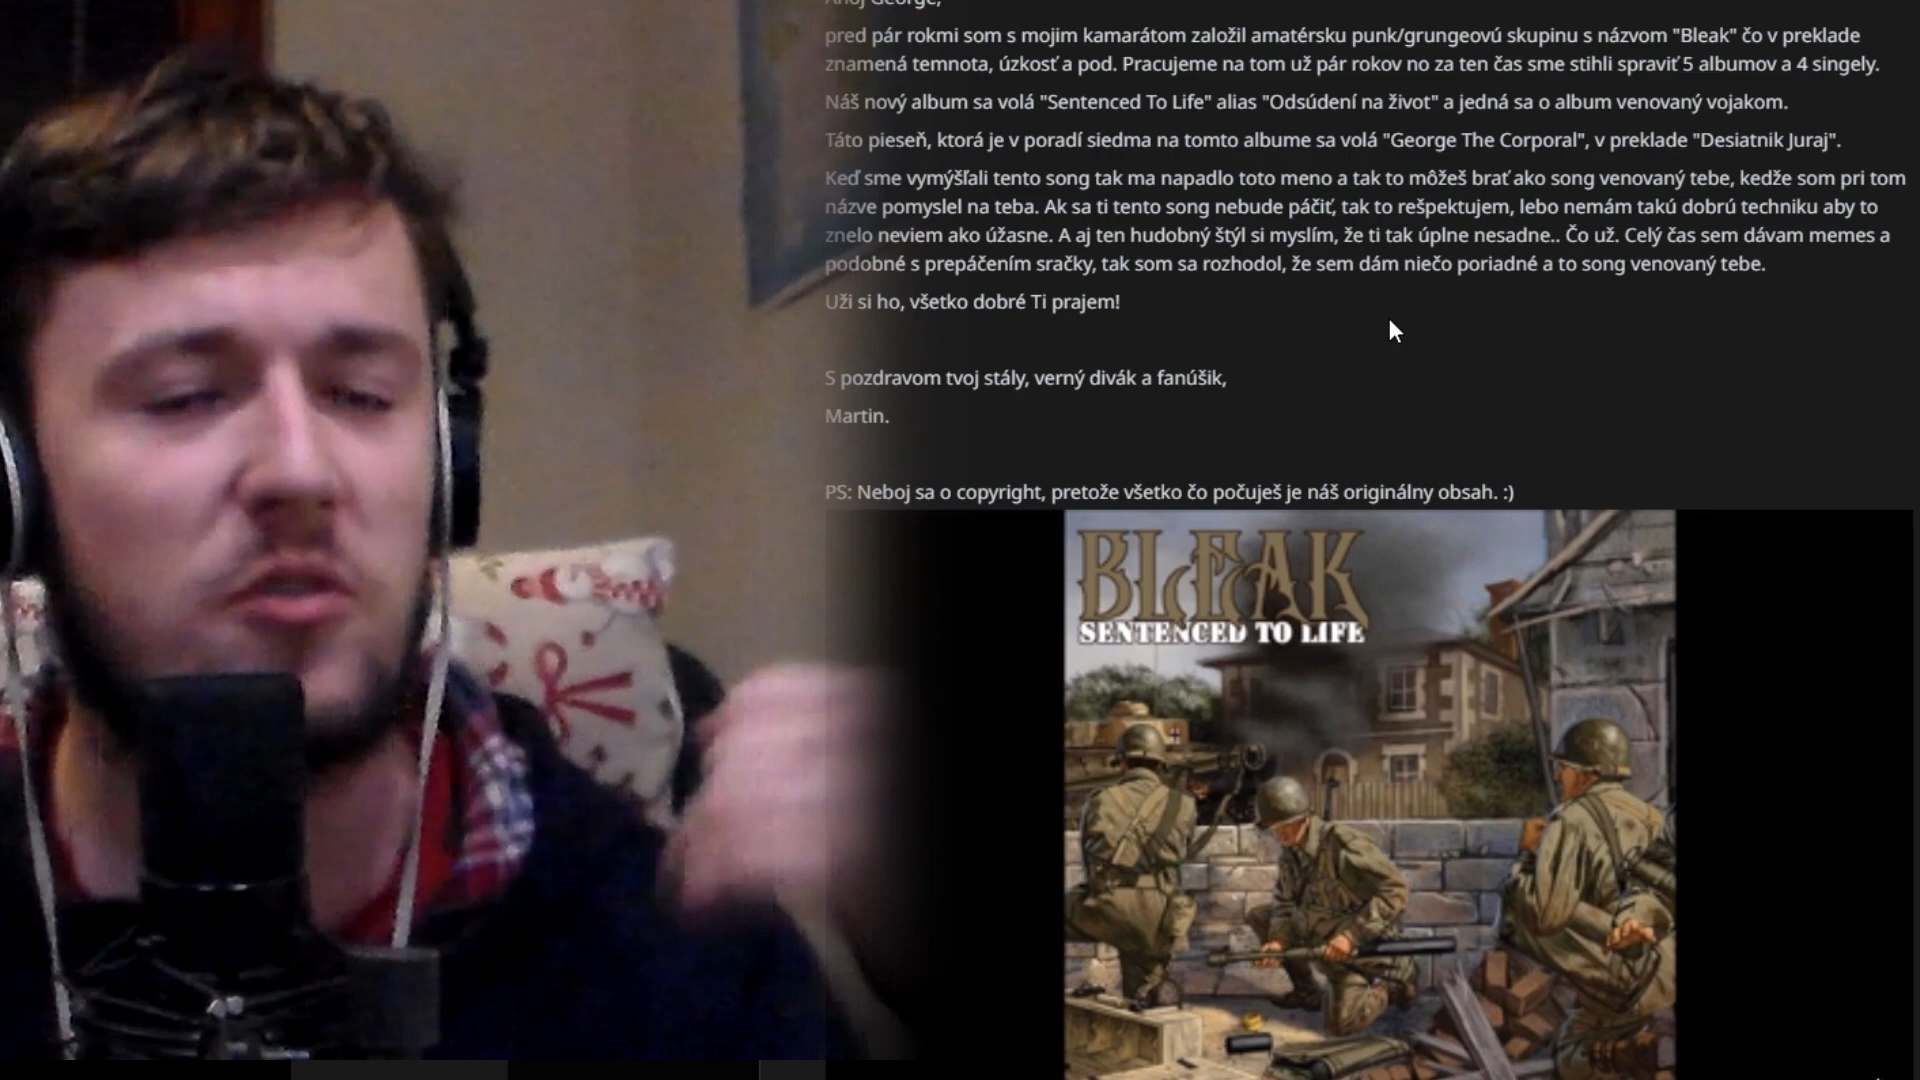 Ahoj George,
pred pár rokmi som s mojim kamarátom založil amatérsku punk/grungeovú skupinu s názvom "Bleak" čo v preklade
znamená temnota, úzkosť a pod. Pracujeme na tom už pár rokov no za ten čas sme stihli spraviť 5 albumov a 4 singely.
Náš nový album sa volá "Sentenced To Life" alias "Odsúdení na život" a jedná sa o album venovaný vojakom.
Táto pieseň, ktorá je v poradí siedma na tomto albume sa volá "George The Corporal", v preklade "Desiatnik Juraj".
Keď sme vymýšľali tento song tak ma napadlo toto meno a tak to môžeš brať ako song venovaný tebe, kedže som pri tom
názve pomyslel na teba. Ak sa ti tento song nebude páčiť, tak to rešpektujem, lebo nemám takú dobrú techniku aby to
znelo neviem ako úžasne. A aj ten hudobný štýl si myslím, že ti tak úplne nesadne.. Čo už. Celý čas sem dávam memes a
podobné s prepáčením sračky, tak som sa rozhodol, že sem dám niečo poriadné a to song venovaný tebe.
Uži si ho, všetko dobré Ti prajem!
S pozdravom tvoj stály, verný divák a fanúšik,
Martin.
PS: Neboj sa o copyright, pretože všetko čo počuješ je náš originálny obsah. :)
BLEAK
SENTENCED TO LIFE